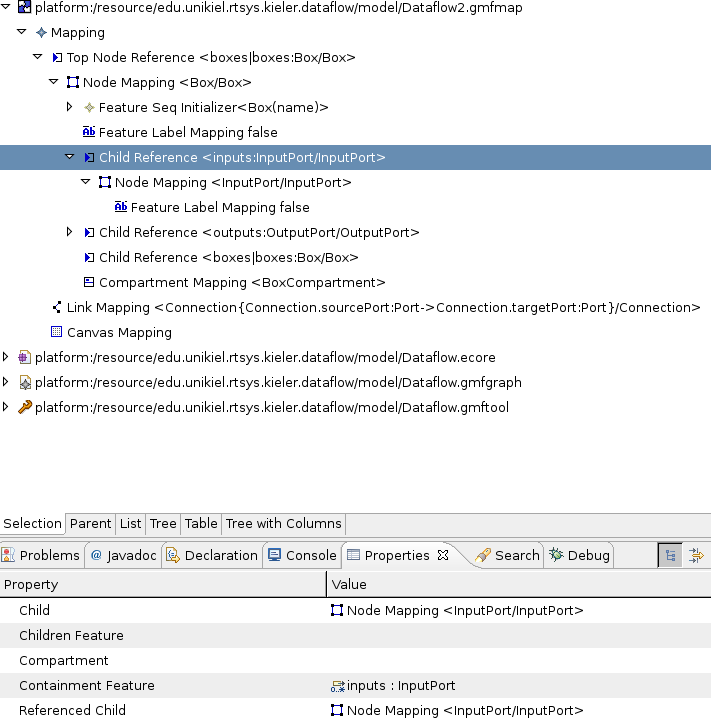 platform:/resource/edu.unikiel.rtsys.kieler.dataflow/model/Dataflow2.gmfmap
Mapping
Top Node Reference <boxes|boxes:Box/Box>
Node Mapping <Box/Box>
Feature Seq Initializer<Box(name)>
Ab Feature Label Mapping false
Child Reference <inputs:InputPort/InputPort>
Node Mapping <InputPort/InputPort>
Ab Feature Label Mapping false
Child Reference <outputs:OutputPort/OutputPort>
Child Reference <boxes|boxes:Box/Box>
Compartment Mapping <BoxCompartment>
Link Mapping <Connection{Connection.sourcePort:Port->Connection.targetPort:Port}/Connection>
Canvas Mapping
platform:/resource/edu.unikiel.rtsys.kieler.dataflow/model/Dataflow.ecore
platform:/resource/edu.unikiel.rtsys.kieler.dataflow/model/Dataflow.gmfgraph
platform:/resource/edu.unikiel.rtsys.kieler.dataflow/model/Dataflow.gmftool
Selection Parent List Tree Table Tree with Columns
Problems @ Javadoc Declaration Console Properties Search Debug
Property Value
Child Node Mapping <InputPort/InputPort>
Children Feature
Compartment
Containment Feature inputs : InputPort
Referenced Child Node Mapping <InputPort/InputPort>